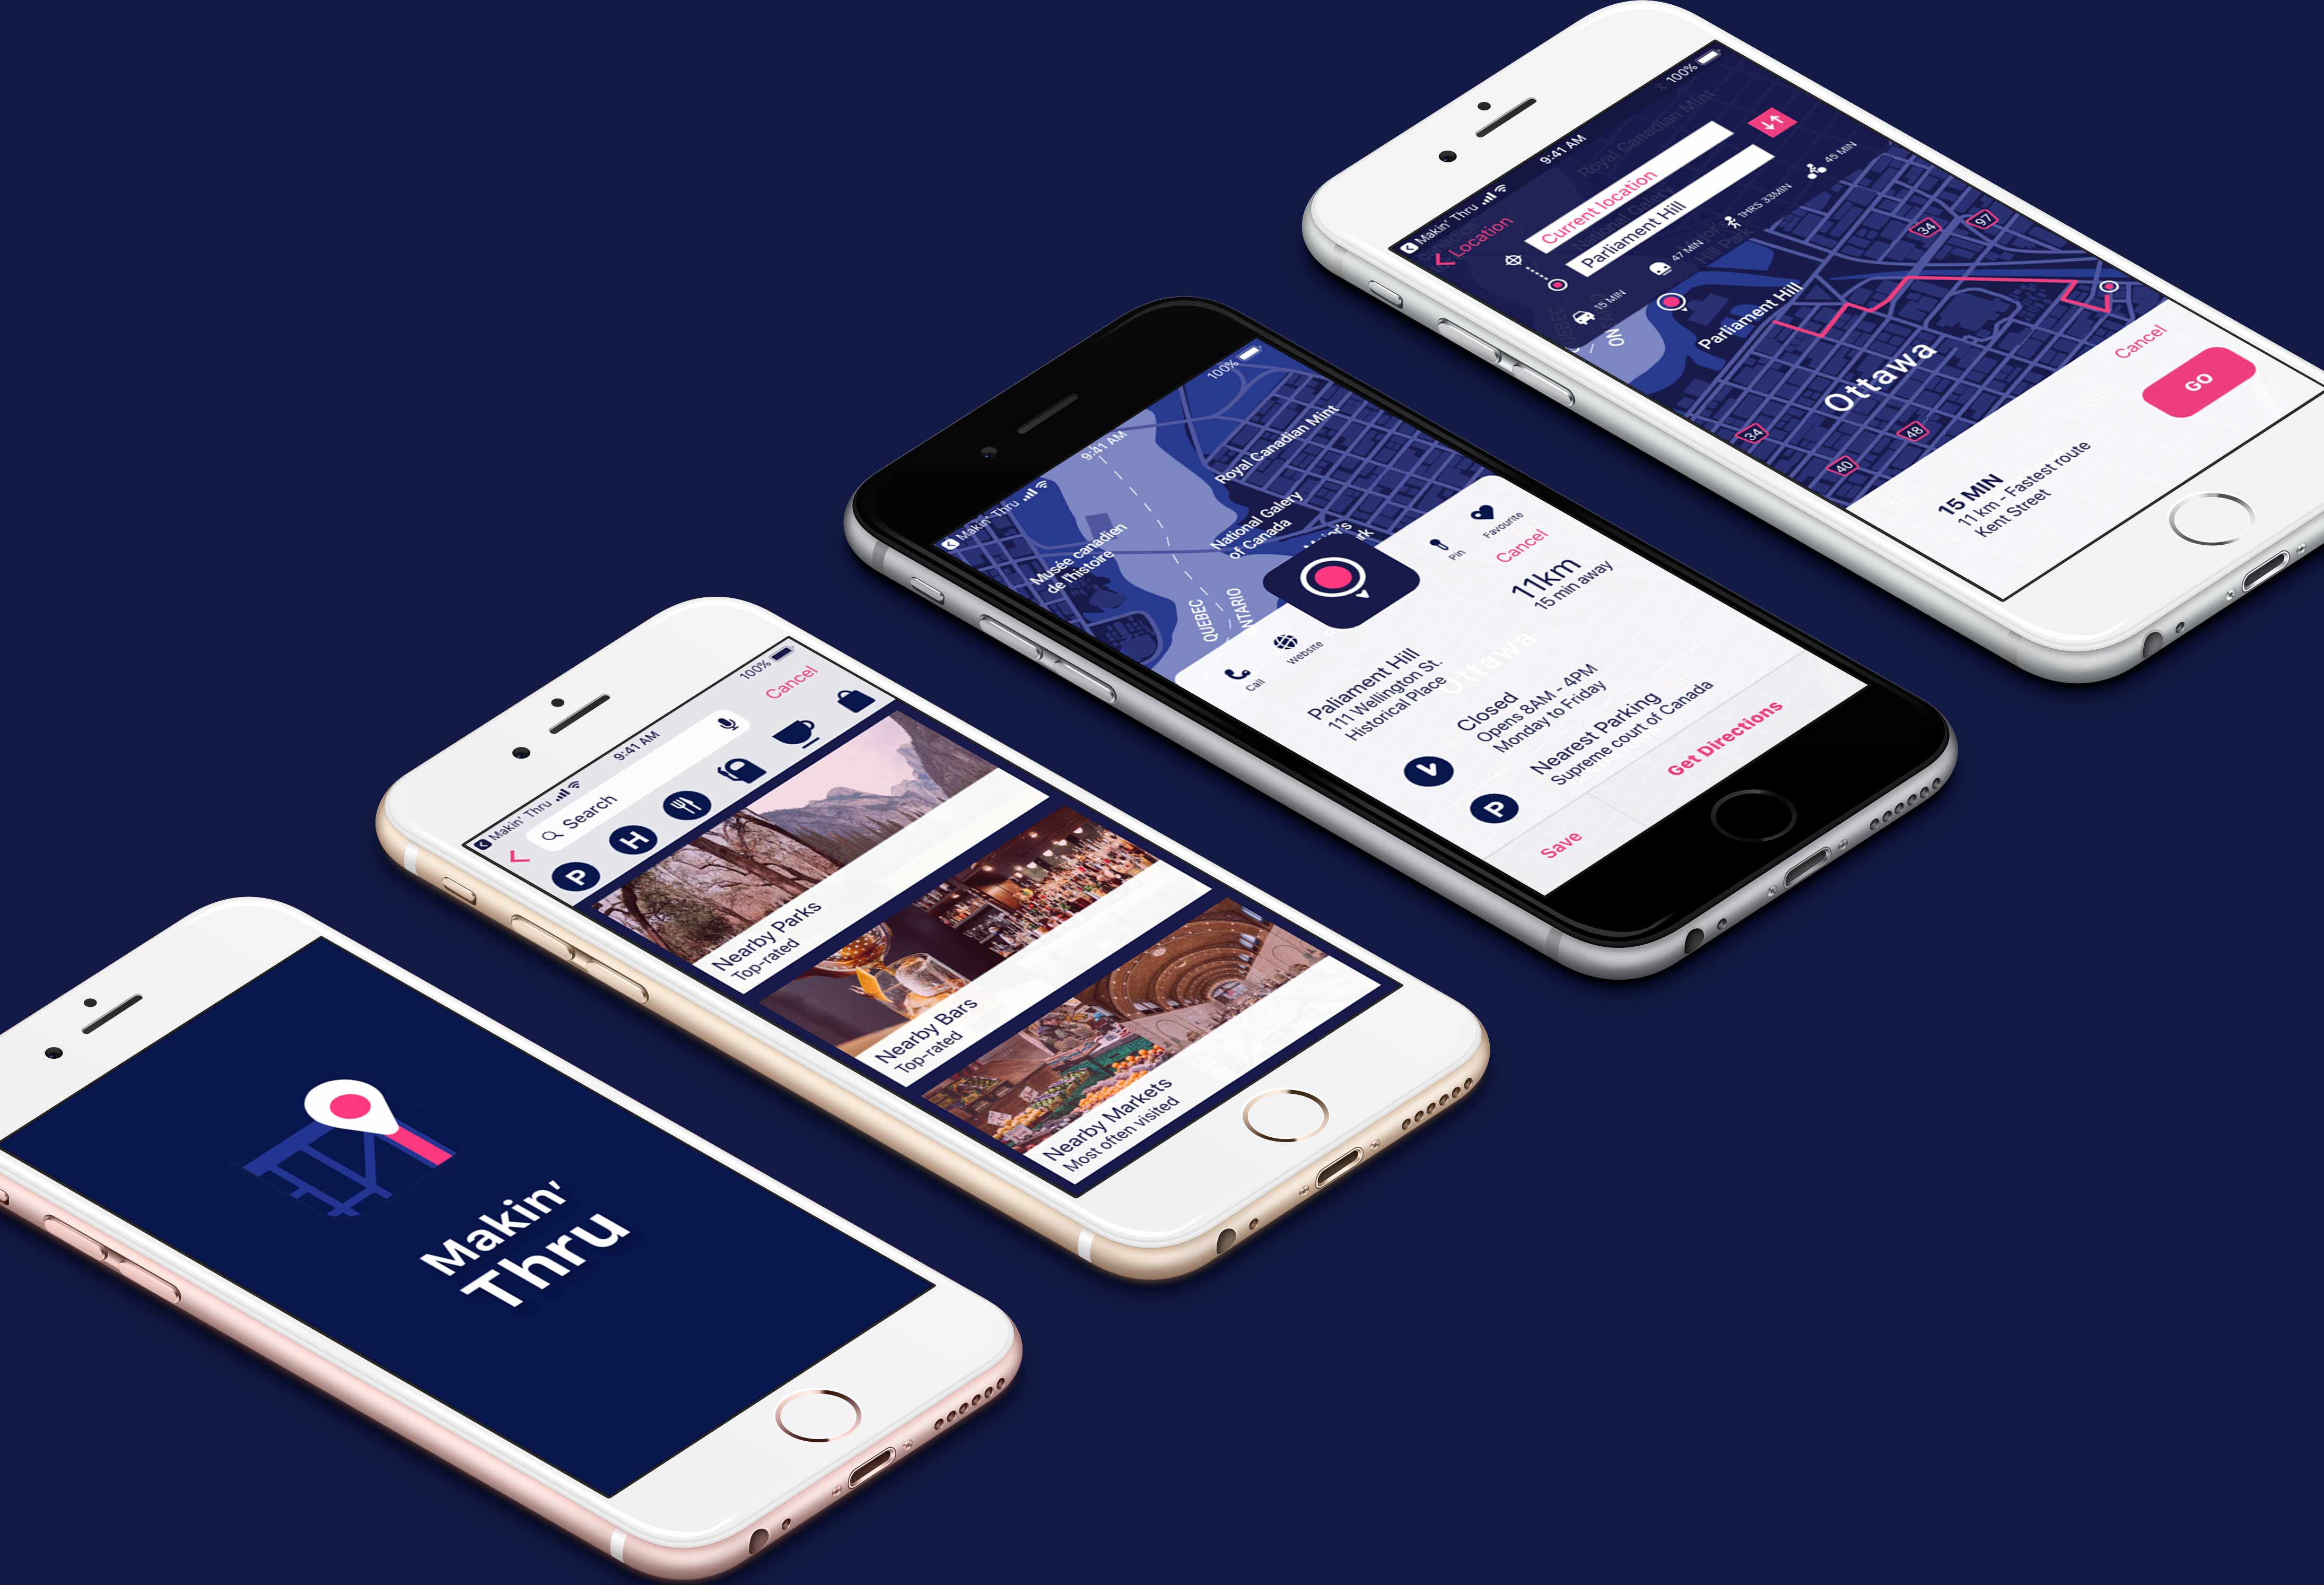 Makin'
Thru
Makin' Thru
9:41 AM
100%
Search
Cancel
P
H
Nearby Parks
Top-rated
Nearby Bars
Top-rated
Nearby Markets
Most often visited
Makin' Thru
9:41 AM
100%
Musée canadien
de l'histoire
Royal Canadian Mint
National Galery
of Canada
QUEBEC
Call
Website
Pin
Favourite
Cancel
Paliament Hill
111 Wellington St.
Historical Place
11km
15 min away
Ottawa
Closed
Opens 8AM - 4PM
Monday to Friday
P
Nearest Parking
Supreme court of Canada
Save
Get Directions
Makin' Thru
9:41 AM
100%
Location
Royal Canadian Mint
Current location
Parliament Hill
15 MIN
47 MIN
1HRS 33MIN
45 MIN
ON
Parliament Hill
34
97
Ottawa
34
40
48
Cancel
15 MIN
11 km - Fastest route
Kent Street
GO